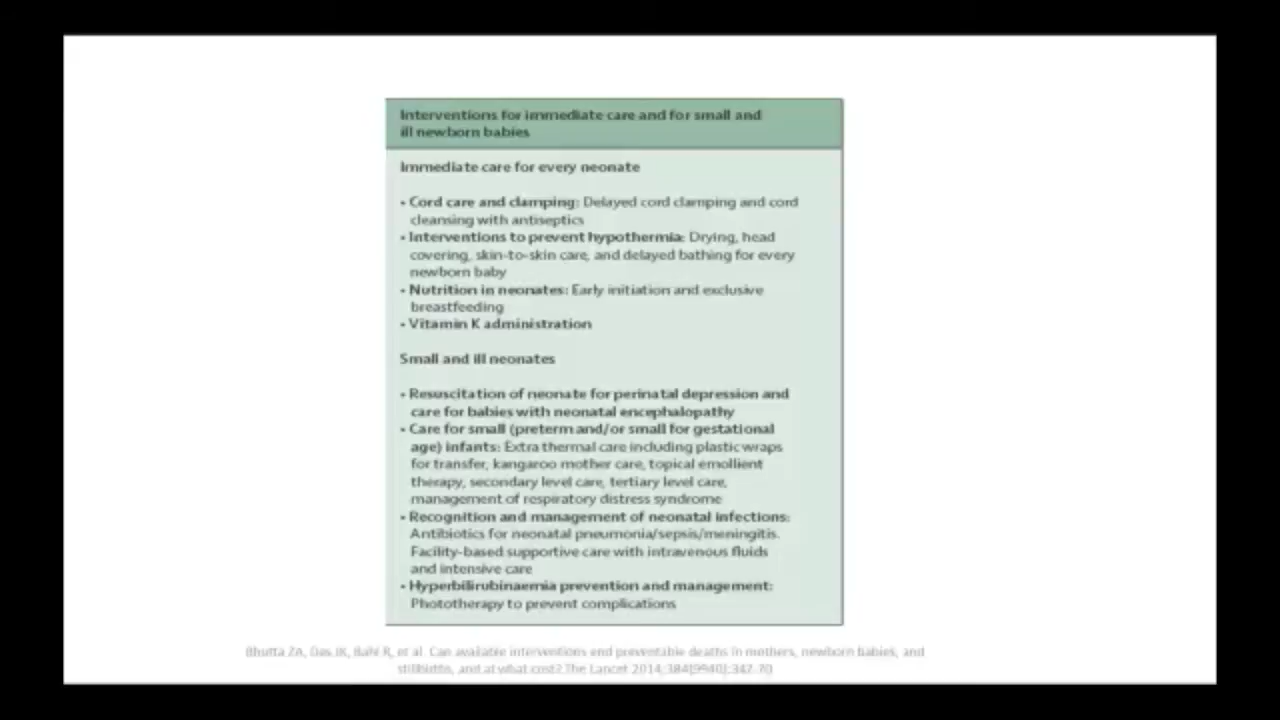 Interventions for immediate care and for small and
ill newborn babies
Immediate care for every neonate
• Cord care and clamping: Delayed cord clamping and cord
cleansing with antiseptics
• Interventions to prevent hypothermia: Drying, head
covering, skin-to-skin care, and delayed bathing for every
newborn baby
• Nutrition in neonates: Early initiation and exclusive
breastfeeding
• Vitamin K administration
Small and ill neonates
• Resuscitation of neonate for perinatal depression and
care for babies with neonatal encephalopathy
• Care for small (preterm and/or small for gestational
age) infants: Extra thermal care including plastic wraps
for transfer, kangaroo mother care, topical emollient
therapy, secondary level care, tertiary level care,
management of respiratory distress syndrome
• Recognition and management of neonatal infections:
Antibiotics for neonatal pneumonia/sepsis/meningitis.
Facility-based supportive care with intravenous fluids
and intensive care
• Hyperbilirubinaemia prevention and management:
Phototherapy to prevent complications
Bhutta ZA, Das JK, Bahl R, et al. Can available interventions end preventable deaths in mothers, newborn babies, and
stillbirths, and at what cost? The Lancet 2014;384(9940):347-70